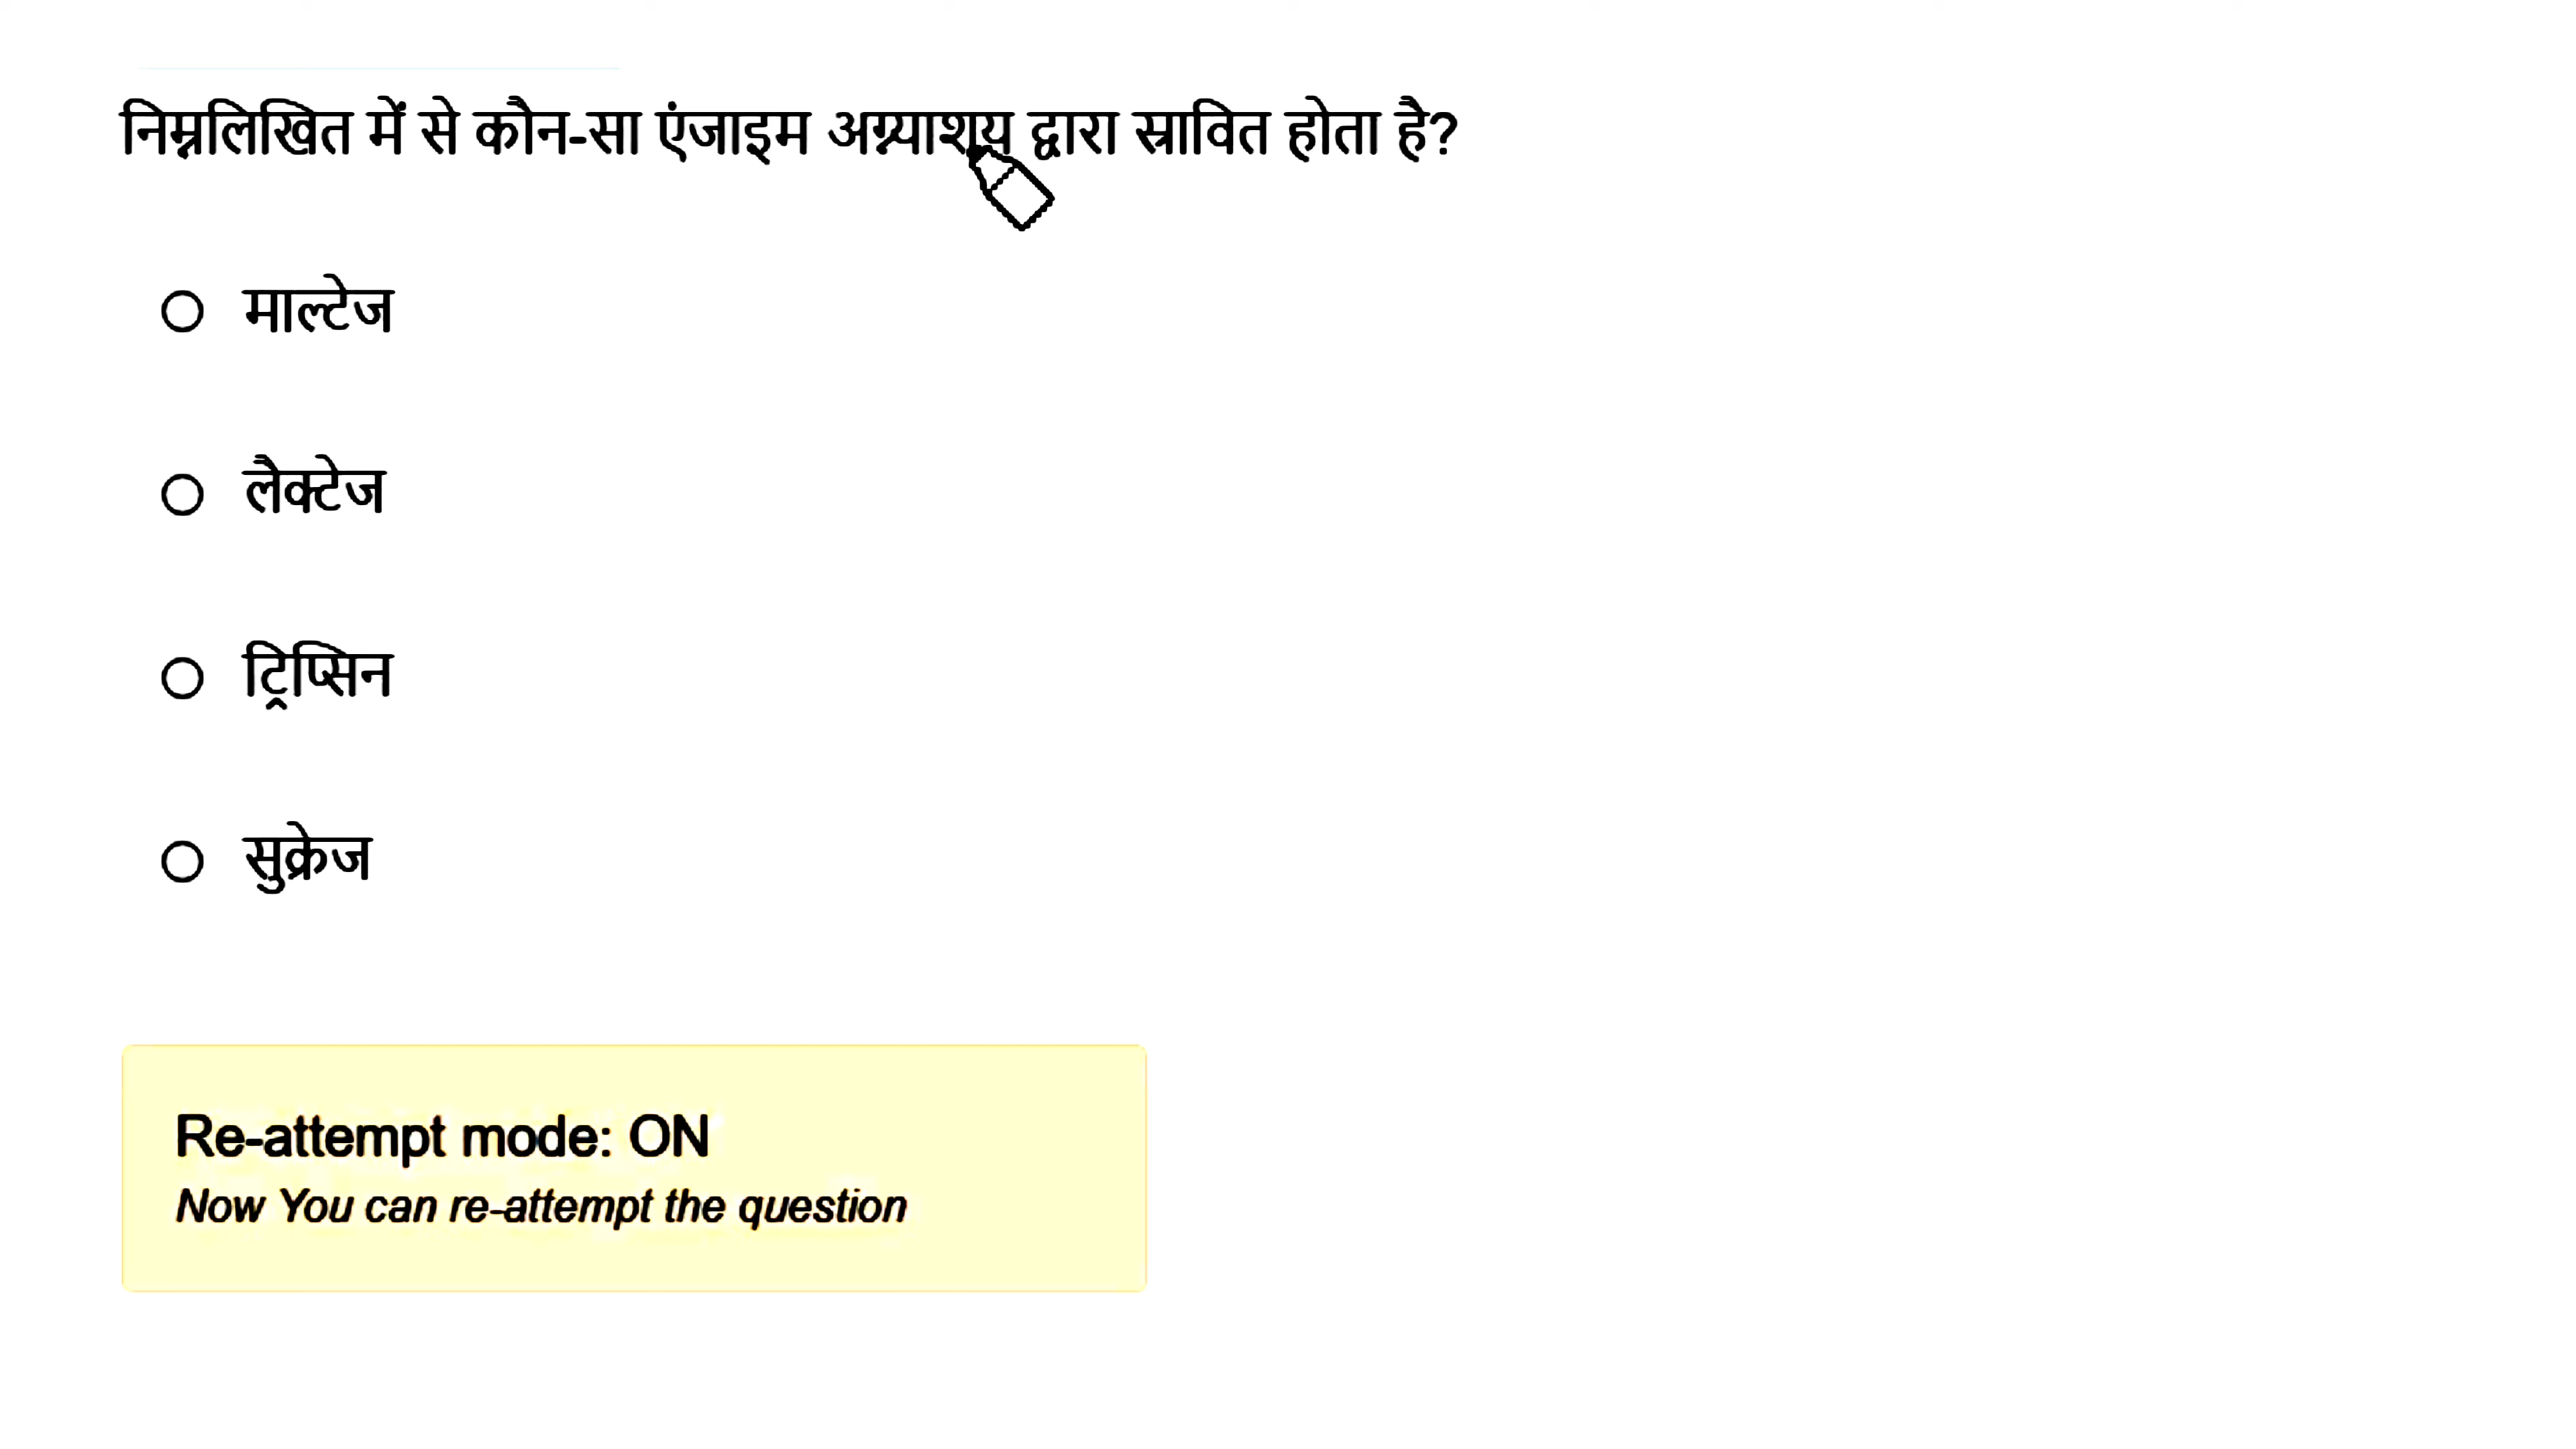 निम्नलिखित में से कौन-सा एंजाइम अग्न्याशय द्वारा स्रावित होता है?
माल्टेज
लैक्टेज
ट्रिप्सिन
सुक्रेज
Re-attempt mode: ON
Now You can re-attempt the question